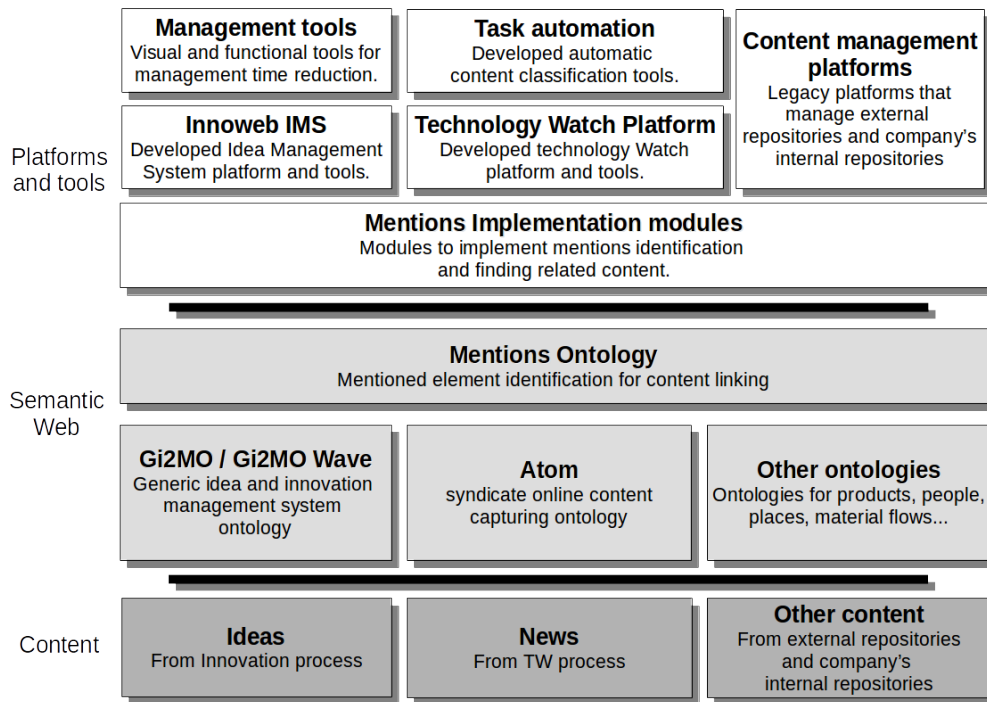 Platforms
and tools
Management tools
Visual and functional tools for
management time reduction.
Task automation
Developed automatic
content classification tools.
Content management
platforms
Legacy platforms that
manage external
repositories and company's
internal repositories
Innoweb IMS
Developed Idea Management
System platform and tools.
Technology Watch Platform
Developed technology Watch
platform and tools.
Mentions Implementation modules
Modules to implement mentions identification
and finding related content.
Semantic
Web
Mentions Ontology
Mentioned element identification for content linking
Gi2MO / Gi2MO Wave
Generic idea and innovation
management system
ontology
Atom
syndicate online content
capturing ontology
Other ontologies
Ontologies for products, people,
places, material flows...
Content
Ideas
From Innovation process
News
From TW process
Other content
From external repositories
and company's
internal repositories